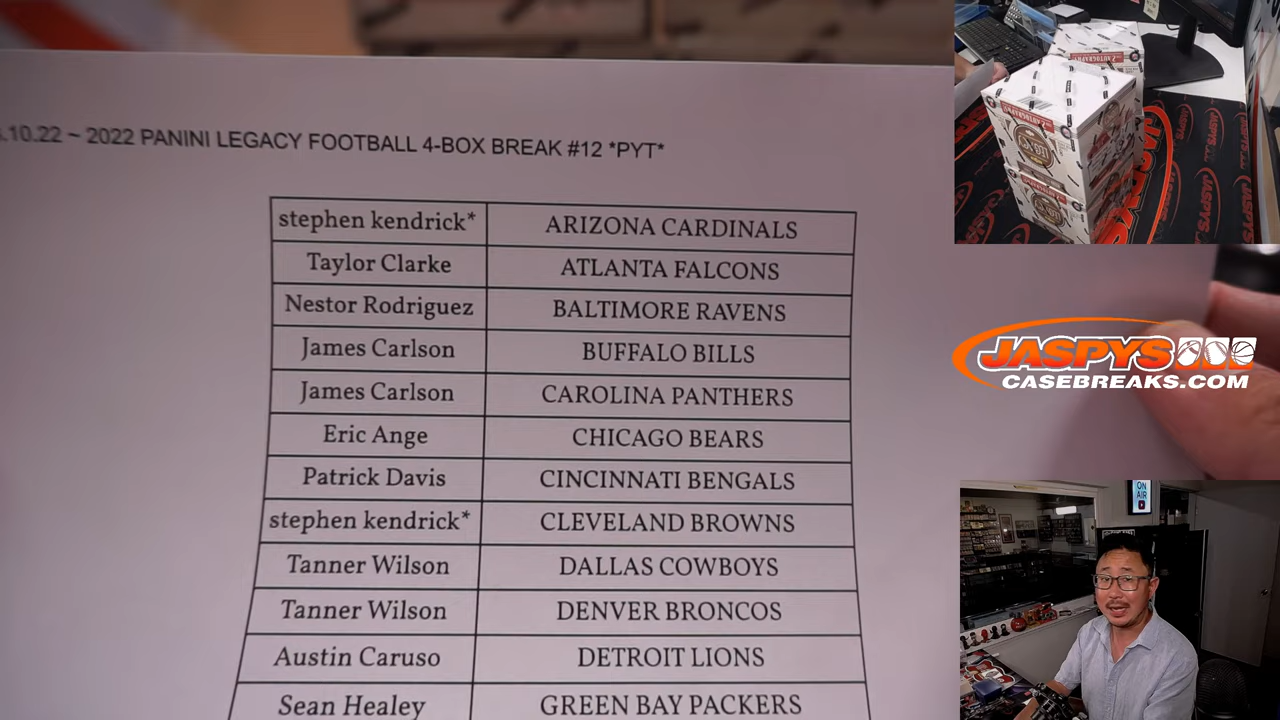 .10.22 ~ 2022 PANINI LEGACY FOOTBALL 4-BOX BREAK #12 *PYT*
stephen kendrick* ARIZONA CARDINALS
Taylor Clarke ATLANTA FALCONS
Nestor Rodriguez BALTIMORE RAVENS
James Carlson BUFFALO BILLS
James Carlson CAROLINA PANTHERS
Eric Ange CHICAGO BEARS
Patrick Davis CINCINNATI BENGALS
stephen kendrick* CLEVELAND BROWNS
Tanner Wilson DALLAS COWBOYS
Tanner Wilson DENVER BRONCOS
Austin Caruso DETROIT LIONS
Sean Healey GREEN BAY PACKERS
JASPYS
CASEBREAKS.COM
ON
AIR